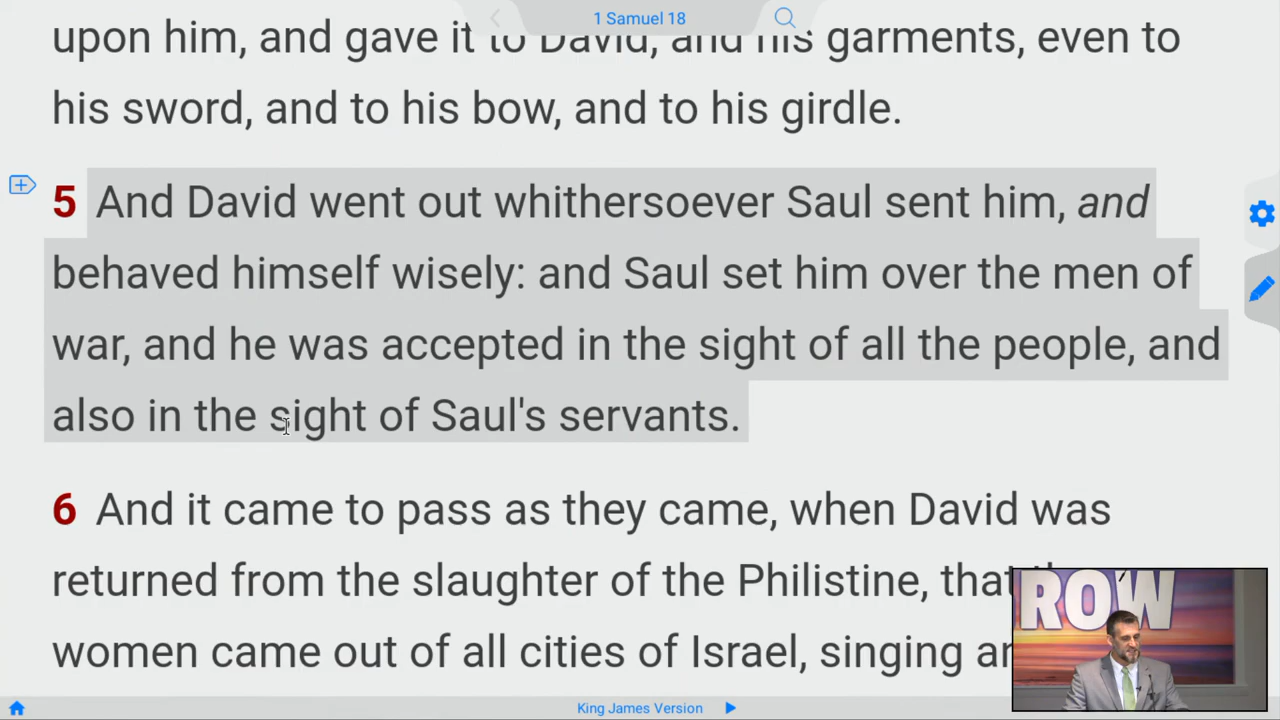 1 Samuel 18
upon him, and gave it to David, and his garments, even to
his sword, and to his bow, and to his girdle.
5 And David went out whithersoever Saul sent him, and
behaved himself wisely: and Saul set him over the men of
war, and he was accepted in the sight of all the people, and
also in the sight of Saul's servants.
6 And it came to pass as they came, when David was
returned from the slaughter of the Philistine, that
women came out of all cities of Israel, singing
ROW
King James Version